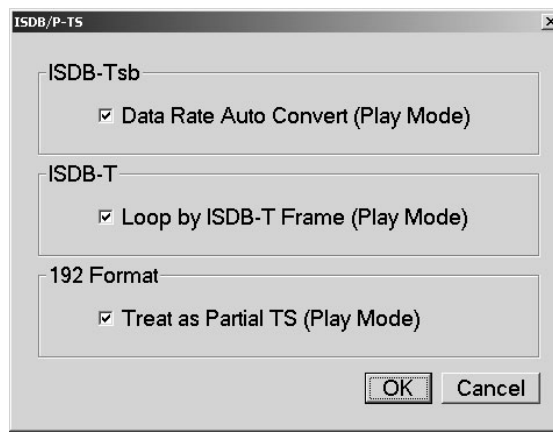 ISDB/P-TS
ISDB-Tsb
Data Rate Auto Convert (Play Mode)
ISDB-T
Loop by ISDB-T Frame (Play Mode)
192 Format
Treat as Partial TS (Play Mode)
OK Cancel